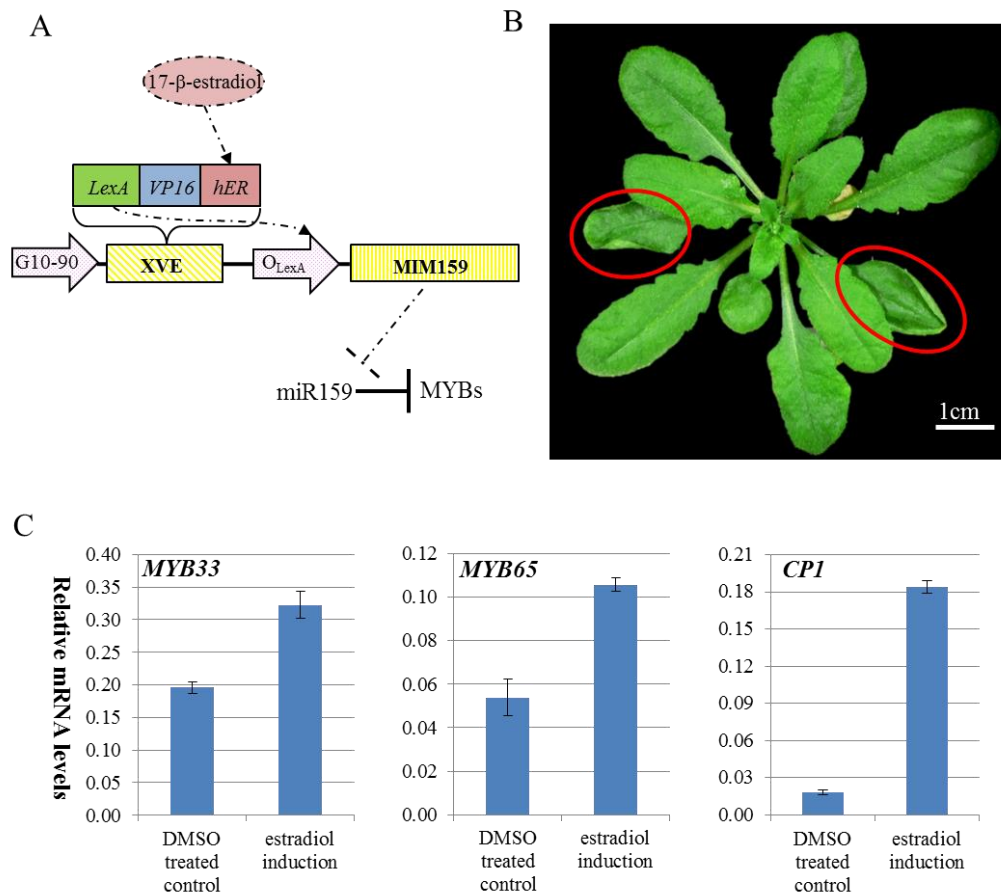 A
17-β-estradiol
LexA VP16 hER
G10-90 XVE OLexA MIM159
miR159 MYBs
B
1cm
C
Relative mRNA levels
MYB33
0.40
0.35
0.30
0.25
0.20
0.15
0.10
0.05
0.00
DMSO treated control
estradiol induction
MYB65
0.12
0.10
0.08
0.06
0.04
0.02
0.00
DMSO treated control
estradiol induction
CP1
0.21
0.18
0.15
0.12
0.09
0.06
0.03
0.00
DMSO treated control
estradiol induction